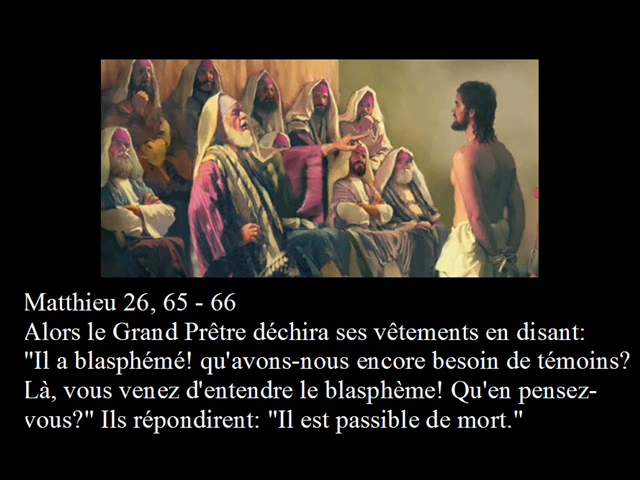 Matthieu 26, 65 - 66
Alors le Grand Prêtre déchira ses vêtements en disant:
"Il a blasphémé! qu'avons-nous encore besoin de témoins?
Là, vous venez d'entendre le blasphème! Qu'en pensez-
vous?" Ils répondirent: "Il est passible de mort."